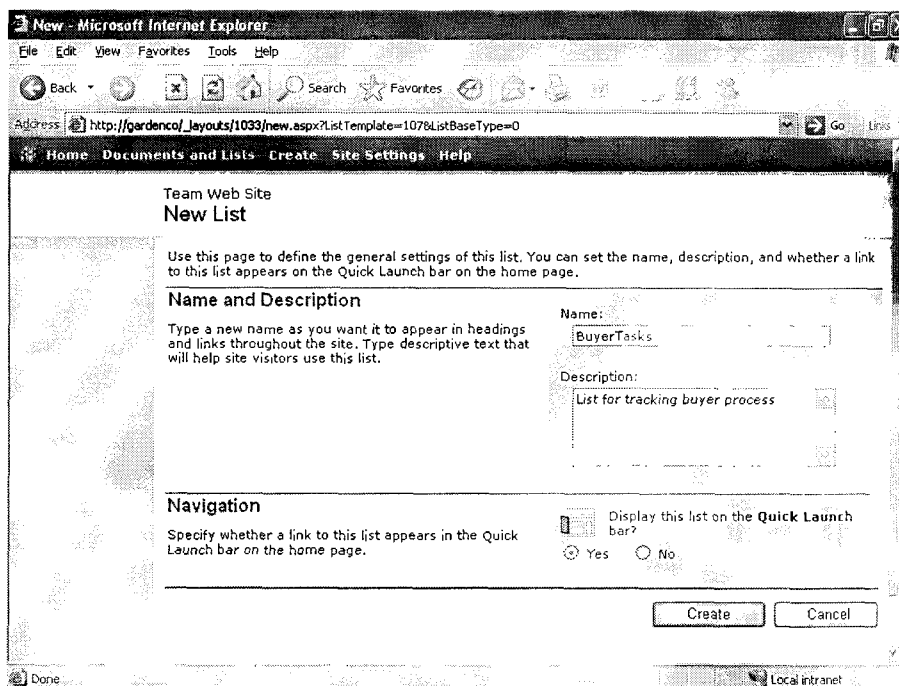 New - Microsoft Internet Explorer
File Edit View Favorites Tools Help
Back Search Favorites
Address http://gardenco/_layouts/1033/new.aspx?ListTemplate=107&ListBaseType=0 Go Links
Home Documents and Lists Create Site Settings Help
Team Web Site
New List
Use this page to define the general settings of this list. You can set the name, description, and whether a link
to this list appears on the Quick Launch bar on the home page.
Name and Description
Type a new name as you want it to appear in headings
and links throughout the site. Type descriptive text that
will help site visitors use this list.
Name:
BuyerTasks
Description:
List for tracking buyer process
Navigation
Specify whether a link to this list appears in the Quick
Launch bar on the home page.
Display this list on the Quick Launch
bar?
Yes No
Create Cancel
Done Local intranet